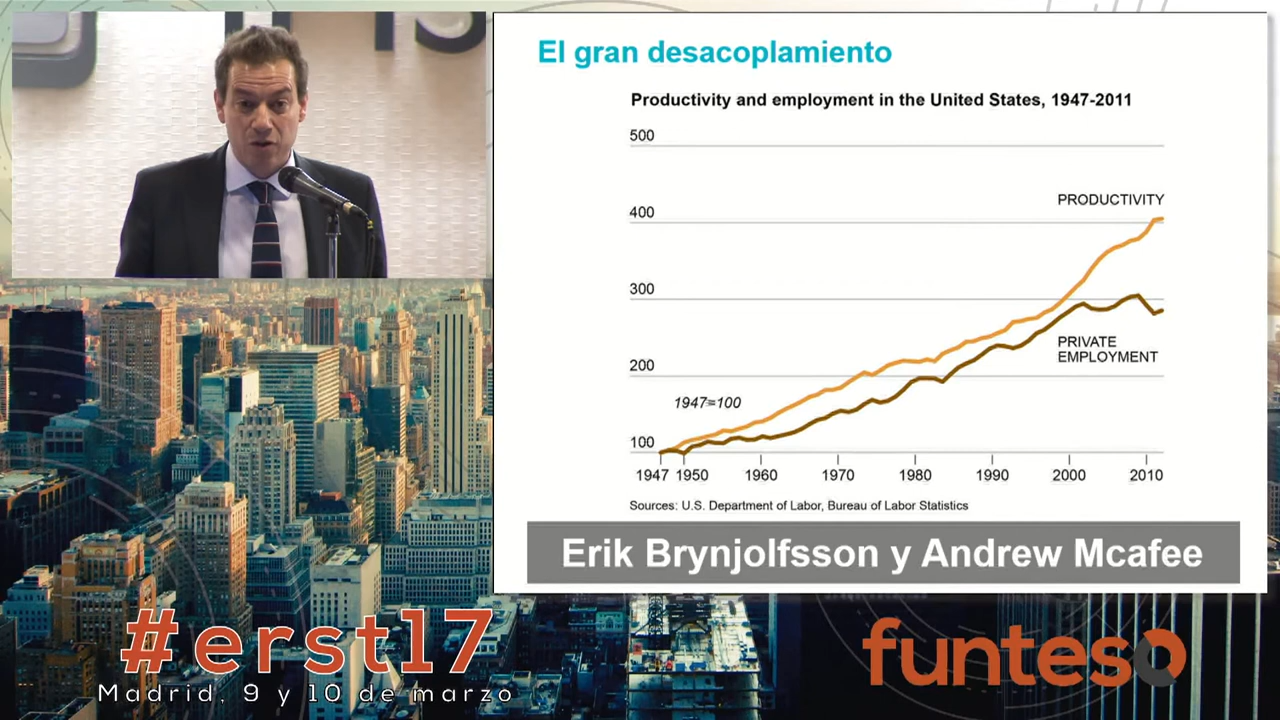 El gran desacoplamiento
Productivity and employment in the United States, 1947-2011
500
400
300
200
100
PRODUCTIVITY
PRIVATE
EMPLOYMENT
1947=100
1947 1950 1960 1970 1980 1990 2000 2010
Sources: U.S. Department of Labor, Bureau of Labor Statistics
Erik Brynjolfsson y Andrew Mcafee
#erst17
Madrid, 9 y 10 de marzo
funteso